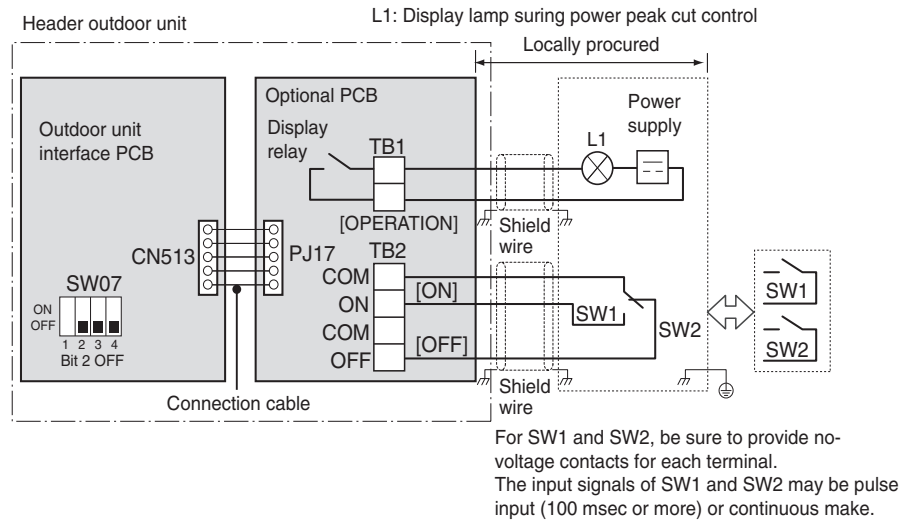 Header outdoor unit
L1: Display lamp suring power peak cut control
Locally procured
Outdoor unit
interface PCB
Optional PCB
Display
relay
TB1
[OPERATION]
L1
Power
supply
Shield
wire
CN513
PJ17
TB2
COM
ON
COM
OFF
[ON]
[OFF]
SW1
SW2
SW1
SW2
SW07
ON
OFF
1 2 3 4
Bit 2 OFF
Connection cable
Shield
wire
For SW1 and SW2, be sure to provide no-
voltage contacts for each terminal.
The input signals of SW1 and SW2 may be pulse
input (100 msec or more) or continuous make.